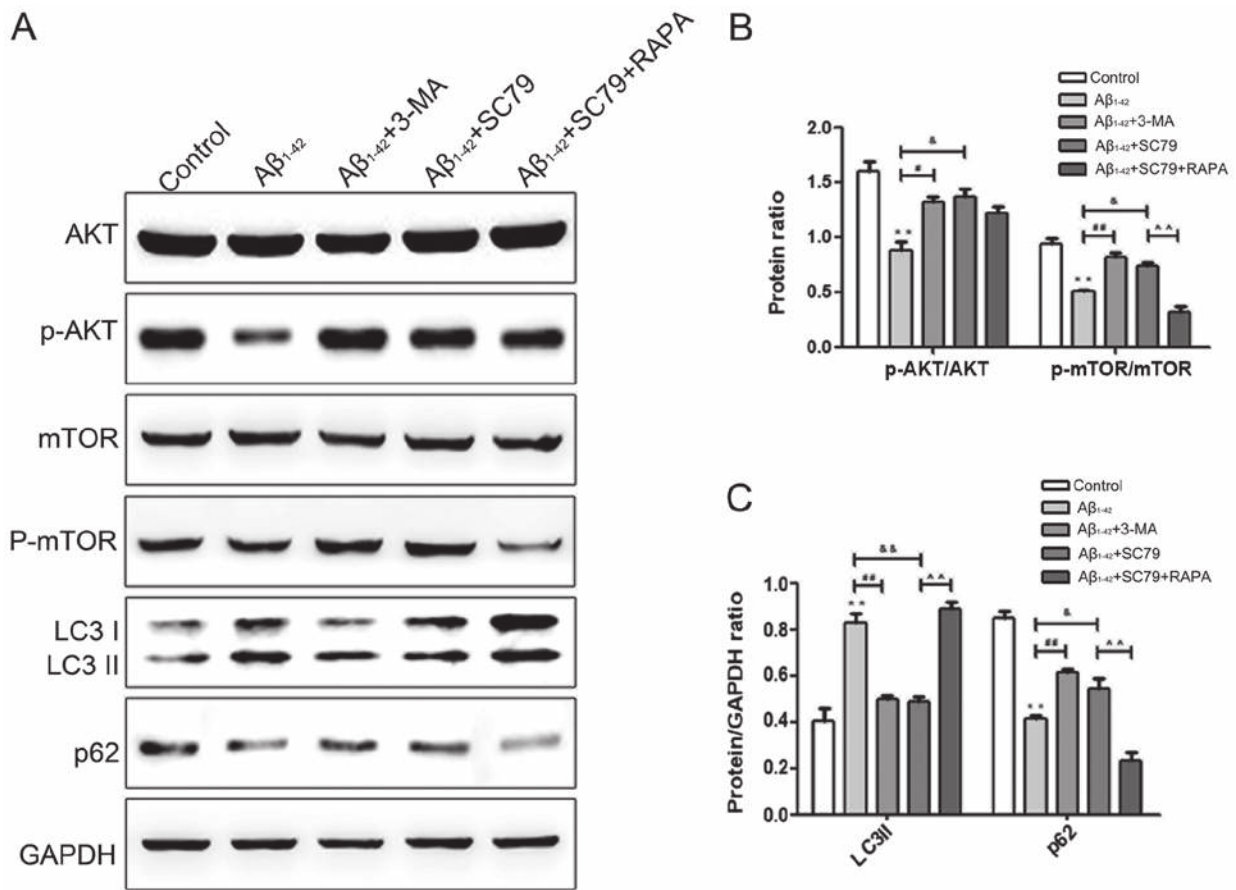 A
Control
Aβ₁₋₄₂
Aβ₁₋₄₂+3-MA
Aβ₁₋₄₂+SC79
Aβ₁₋₄₂+SC79+RAPA
AKT
p-AKT
mTOR
P-mTOR
LC3 I
LC3 II
p62
GAPDH
B
Control
Aβ₁₋₄₂
Aβ₁₋₄₂+3-MA
Aβ₁₋₄₂+SC79
Aβ₁₋₄₂+SC79+RAPA
Protein ratio
2.0
1.5
1.0
0.5
0.0
&
#
**
&
##
^^
**
p-AKT/AKT
p-mTOR/mTOR
C
Control
Aβ₁₋₄₂
Aβ₁₋₄₂+3-MA
Aβ₁₋₄₂+SC79
Aβ₁₋₄₂+SC79+RAPA
Protein/GAPDH ratio
1.0
0.8
0.6
0.4
0.2
0.0
&&
##
^^
**
&
##
^^
**
LC3II
p62